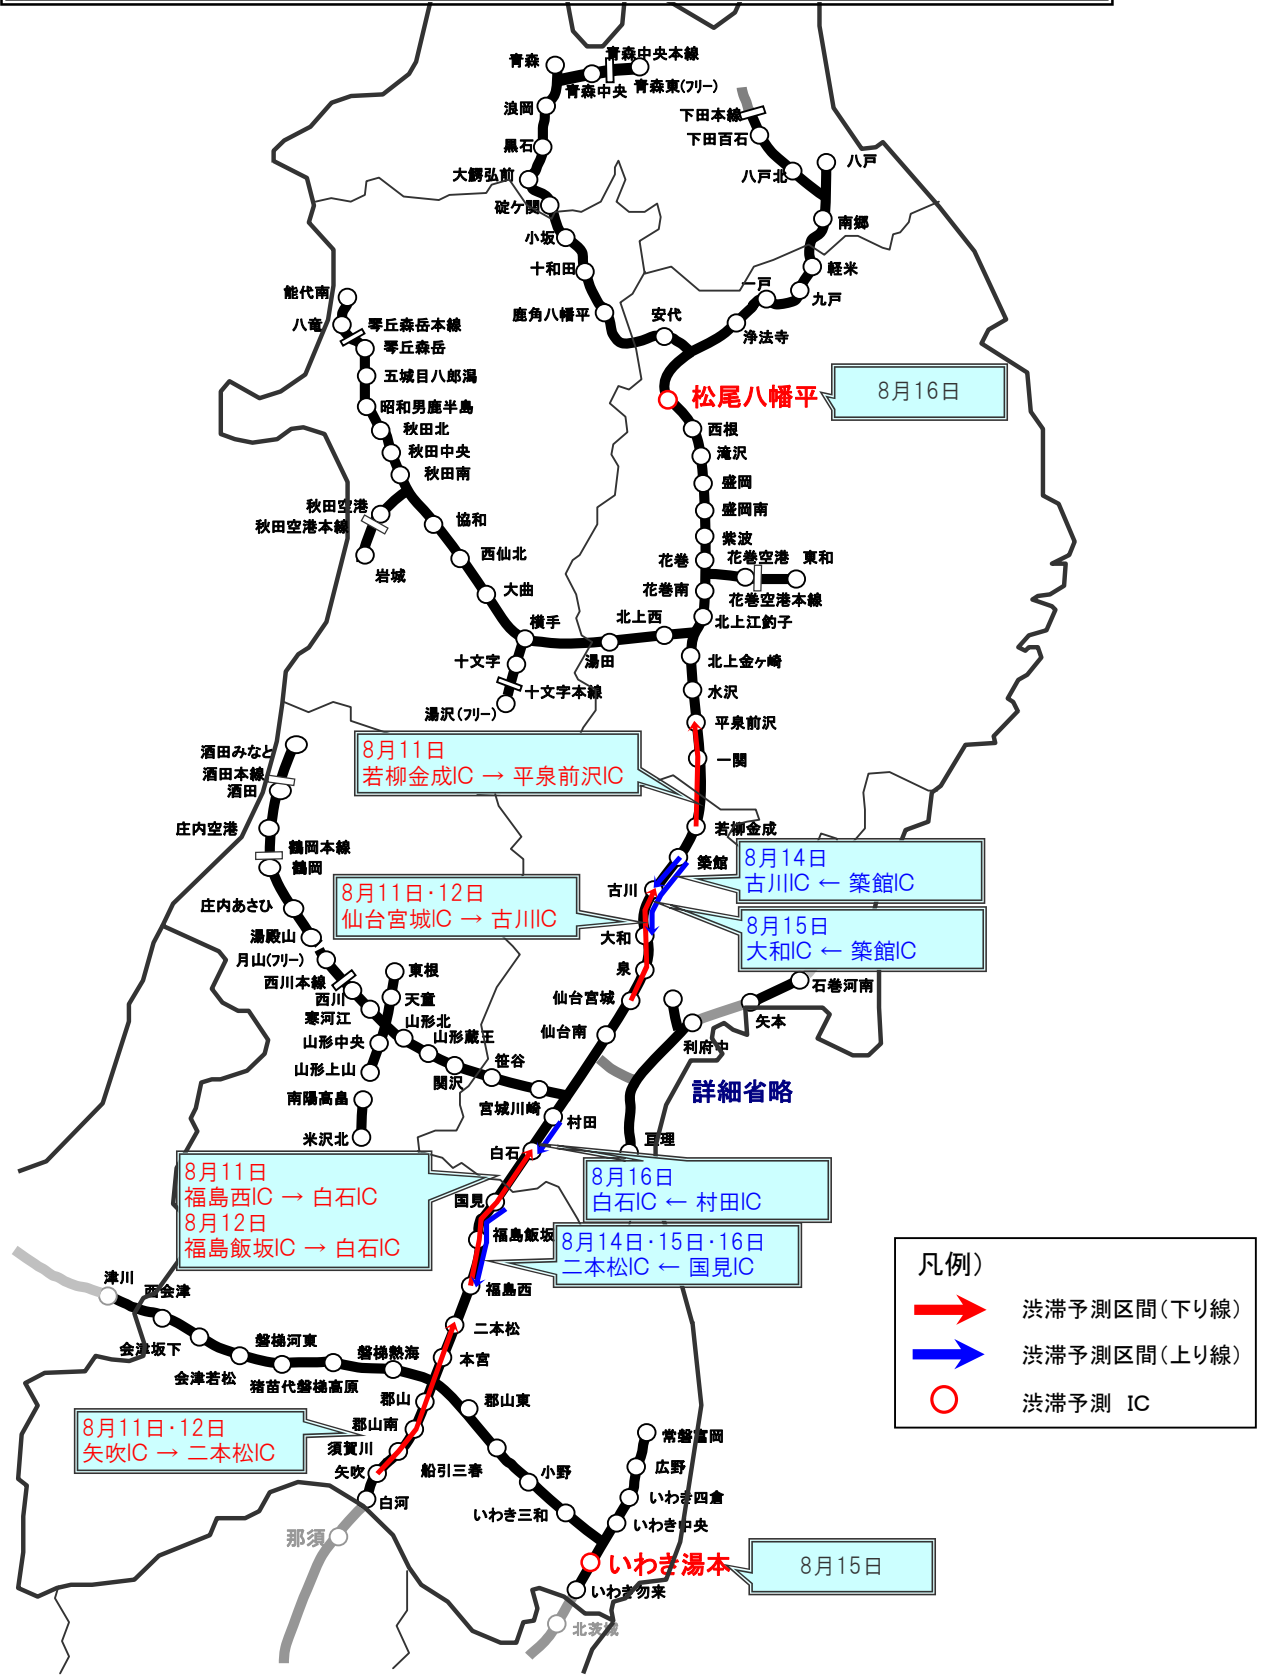 青森
青森中央本線
青森中央
青森東(フリー)
浪岡
下田本線
黒石
下田百石
大鰐弘前
八戸北
八戸
碇ケ関
南郷
小坂
十和田
軽米
一戸
九戸
能代南
鹿角八幡平
安代
浄法寺
八竜
琴丘森岳本線
琴丘森岳
五城目八郎潟
松尾八幡平
8月16日
昭和男鹿半島
秋田北
西根
秋田中央
滝沢
秋田南
盛岡
秋田空港
盛岡南
秋田空港本線
協和
紫波
西仙北
花巻
花巻空港
東和
岩城
大曲
花巻南
花巻空港本線
横手
北上西
北上江釣子
十文字
湯田
北上金ヶ崎
十文字本線
水沢
湯沢(フリー)
平泉前沢
酒田みなと
酒田本線
酒田
8月11日
若柳金成IC → 平泉前沢IC
一関
庄内空港
若柳金成
鶴岡本線
鶴岡
築館
8月14日
古川IC ← 築館IC
8月11日・12日
仙台宮城IC → 古川IC
古川
庄内あさひ
8月15日
大和IC ← 築館IC
湯殿山
大和
月山(フリー)
西川本線
東根
泉
石巻河南
西川
天童
仙台宮城
寒河江
山形北
矢本
山形中央
山形蔵王
仙台南
利府中
山形上山
関沢
笹谷
詳細省略
南陽高畠
宮城川崎
村田
米沢北
白石
亘理
8月11日
福島西IC → 白石IC
8月12日
福島飯坂IC → 白石IC
8月16日
白石IC ← 村田IC
国見
福島飯坂
8月14日・15日・16日
二本松IC ← 国見IC
凡例)
津川
西会津
福島西
渋滞予測区間(下り線)
会津坂下
磐梯河東
二本松
会津若松
磐梯熱海
本宮
渋滞予測区間(上り線)
猪苗代磐梯高原
郡山
郡山東
渋滞予測 IC
8月11日・12日
矢吹IC → 二本松IC
郡山南
常磐富岡
須賀川
船引三春
矢吹
小野
広野
白河
いわき三和
いわき四倉
いわき中央
那須
いわき湯本
8月15日
いわき勿来
北茨城